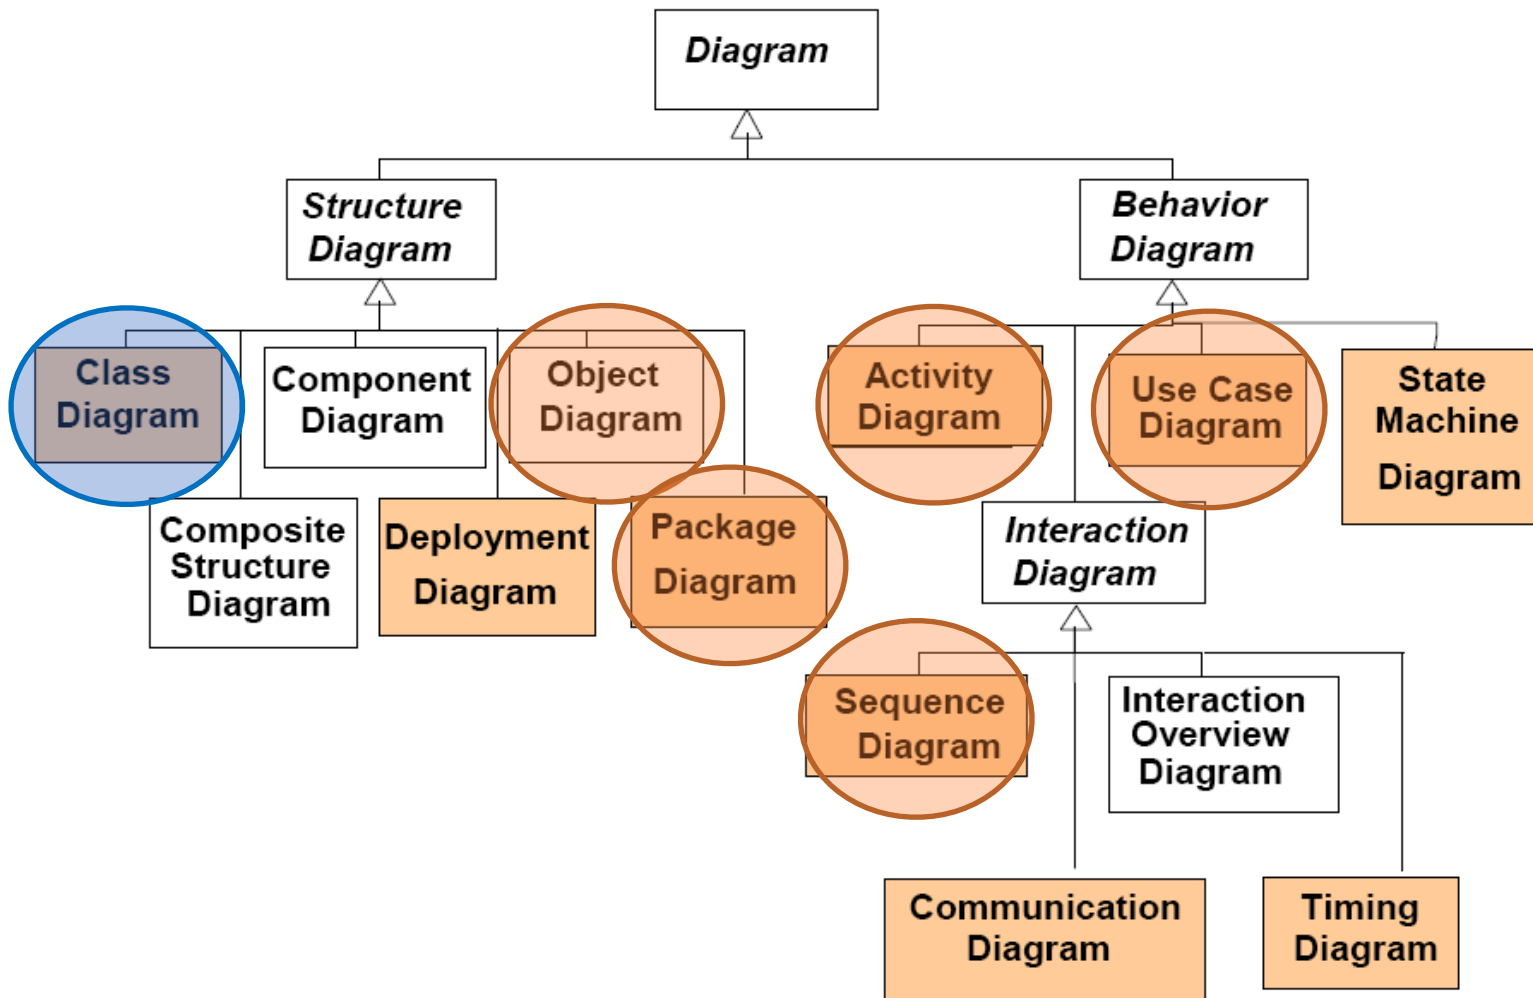 Diagram
Structure
Diagram
Behavior
Diagram
Class
Diagram
Component
Diagram
Object
Diagram
Activity
Diagram
Use Case
Diagram
State
Machine
Diagram
Composite
Structure
Diagram
Deployment
Diagram
Package
Diagram
Interaction
Diagram
Sequence
Diagram
Interaction
Overview
Diagram
Communication
Diagram
Timing
Diagram